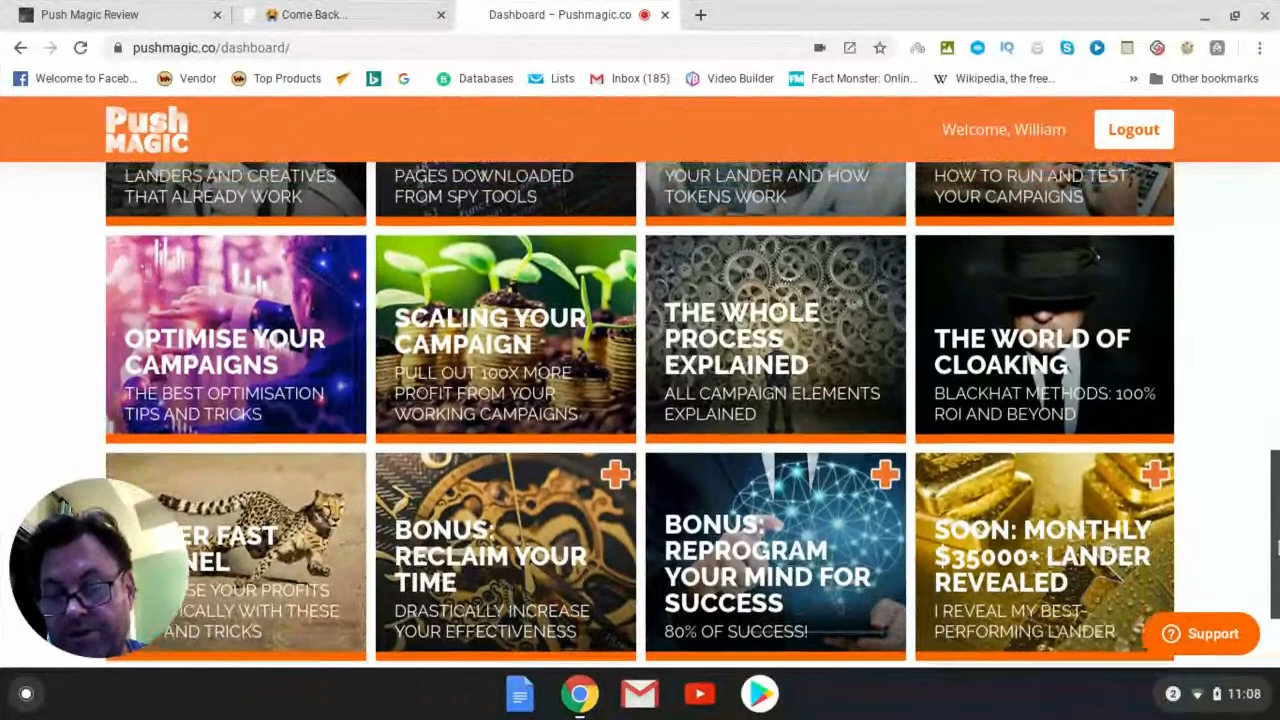 Push Magic Review
Come Back...
Dashboard – Pushmagic.co
pushmagic.co/dashboard/
Welcome to Faceb...
Vendor
Top Products
Databases
Lists
Inbox (185)
Video Builder
Fact Monster: Onlin...
Wikipedia, the free...
Other bookmarks
Push
MAGIC
Welcome, William
Logout
LANDERS AND CREATIVES
THAT ALREADY WORK
PAGES DOWNLOADED
FROM SPY TOOLS
YOUR LANDER AND HOW
TOKENS WORK
HOW TO RUN AND TEST
YOUR CAMPAIGNS
OPTIMISE YOUR
CAMPAIGNS
THE BEST OPTIMISATION
TIPS AND TRICKS
SCALING YOUR
CAMPAIGN
PULL OUT 100X MORE
PROFIT FROM YOUR
WORKING CAMPAIGNS
THE WHOLE
PROCESS
EXPLAINED
ALL CAMPAIGN ELEMENTS
EXPLAINED
THE WORLD OF
CLOAKING
BLACKHAT METHODS: 100%
ROI AND BEYOND
FAST
YOUR PROFITS
WITH THESE
AND TRICKS
BONUS:
RECLAIM YOUR
TIME
DRASTICALLY INCREASE
YOUR EFFECTIVENESS
BONUS:
REPROGRAM
YOUR MIND FOR
SUCCESS
80% OF SUCCESS!
SOON: MONTHLY
$35000+ LANDER
REVEALED
I REVEAL MY BEST-
PERFORMING LANDER
Support
2
11:08